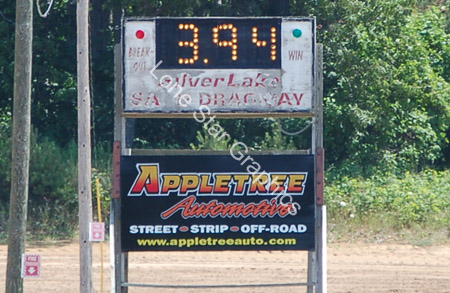 3.94
BREAK-
OUT
WIN
Silver Lake
SAND DRAGWAY
Lone Star Graphics
APPLETREE
Automotive
STREET • STRIP • OFF-ROAD
www.appletreeauto.com